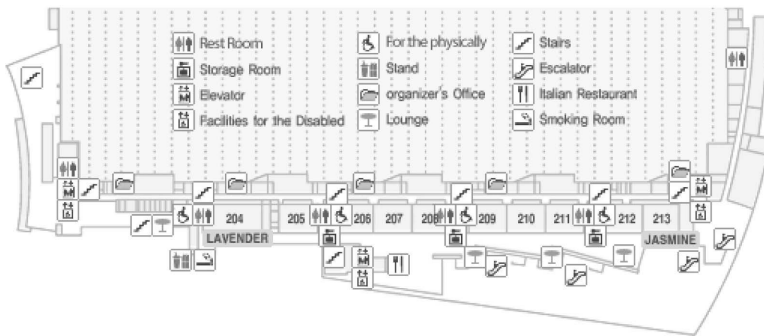 Rest Room For the physically Stairs
Storage Room Stand Escalator
Elevator organizer's Office Italian Restaurant
Facilities for the Disabled Lounge Smoking Room
204 205 206 207 208 209 210 211 212 213
LAVENDER JASMINE